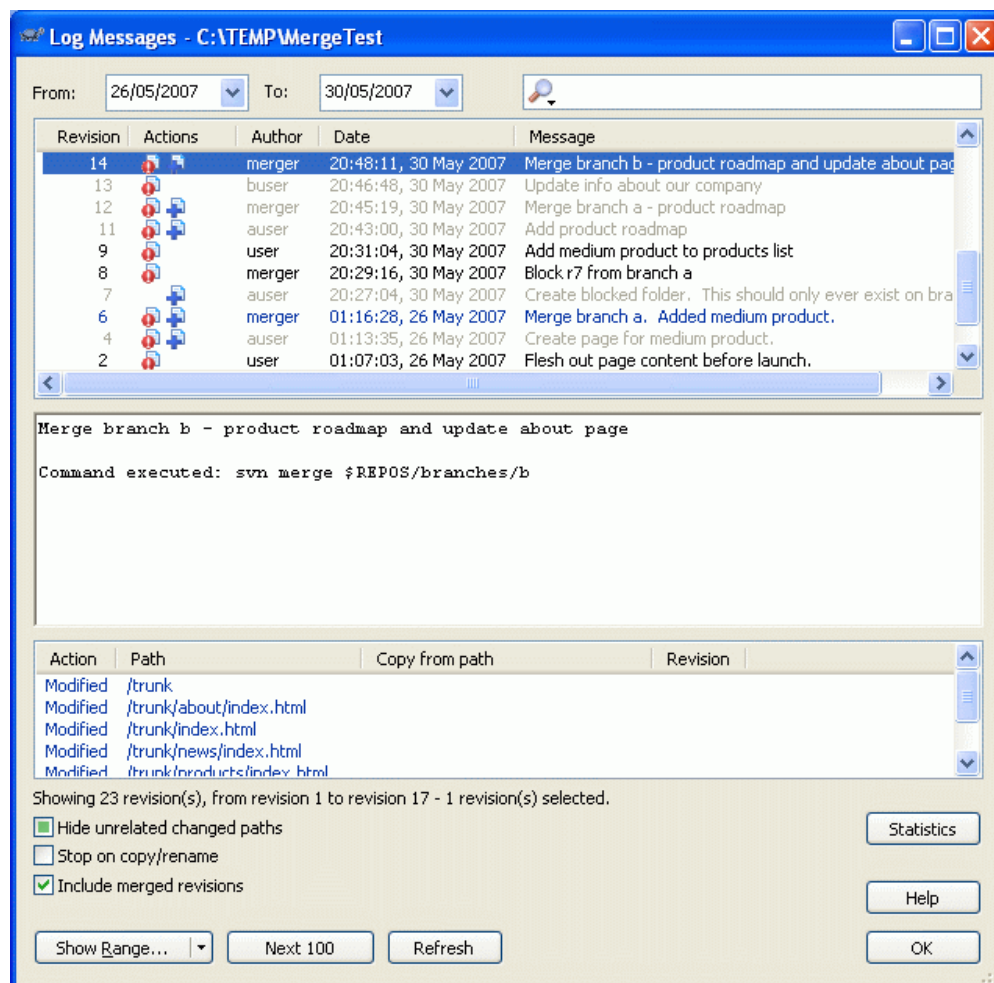 Log Messages - C:\TEMP\MergeTest
From: 26/05/2007 To: 30/05/2007
Revision Actions Author Date Message
14 merger 20:48:11, 30 May 2007 Merge branch b - product roadmap and update about pag
13 buser 20:46:48, 30 May 2007 Update info about our company
12 merger 20:45:19, 30 May 2007 Merge branch a - product roadmap
11 auser 20:43:00, 30 May 2007 Add product roadmap
9 user 20:31:04, 30 May 2007 Add medium product to products list
8 merger 20:29:16, 30 May 2007 Block r7 from branch a
7 auser 20:27:04, 30 May 2007 Create blocked folder. This should only ever exist on bra
6 merger 01:16:28, 26 May 2007 Merge branch a. Added medium product.
4 auser 01:13:35, 26 May 2007 Create page for medium product.
2 user 01:07:03, 26 May 2007 Flesh out page content before launch.
Merge branch b - product roadmap and update about page
Command executed: svn merge $REPOS/branches/b
Action Path Copy from path Revision
Modified /trunk
Modified /trunk/about/index.html
Modified /trunk/index.html
Modified /trunk/news/index.html
Modified /trunk/products/index.html
Showing 23 revision(s), from revision 1 to revision 17 - 1 revision(s) selected.
Hide unrelated changed paths
Statistics
Stop on copy/rename
Include merged revisions
Help
Show Range... Next 100 Refresh OK